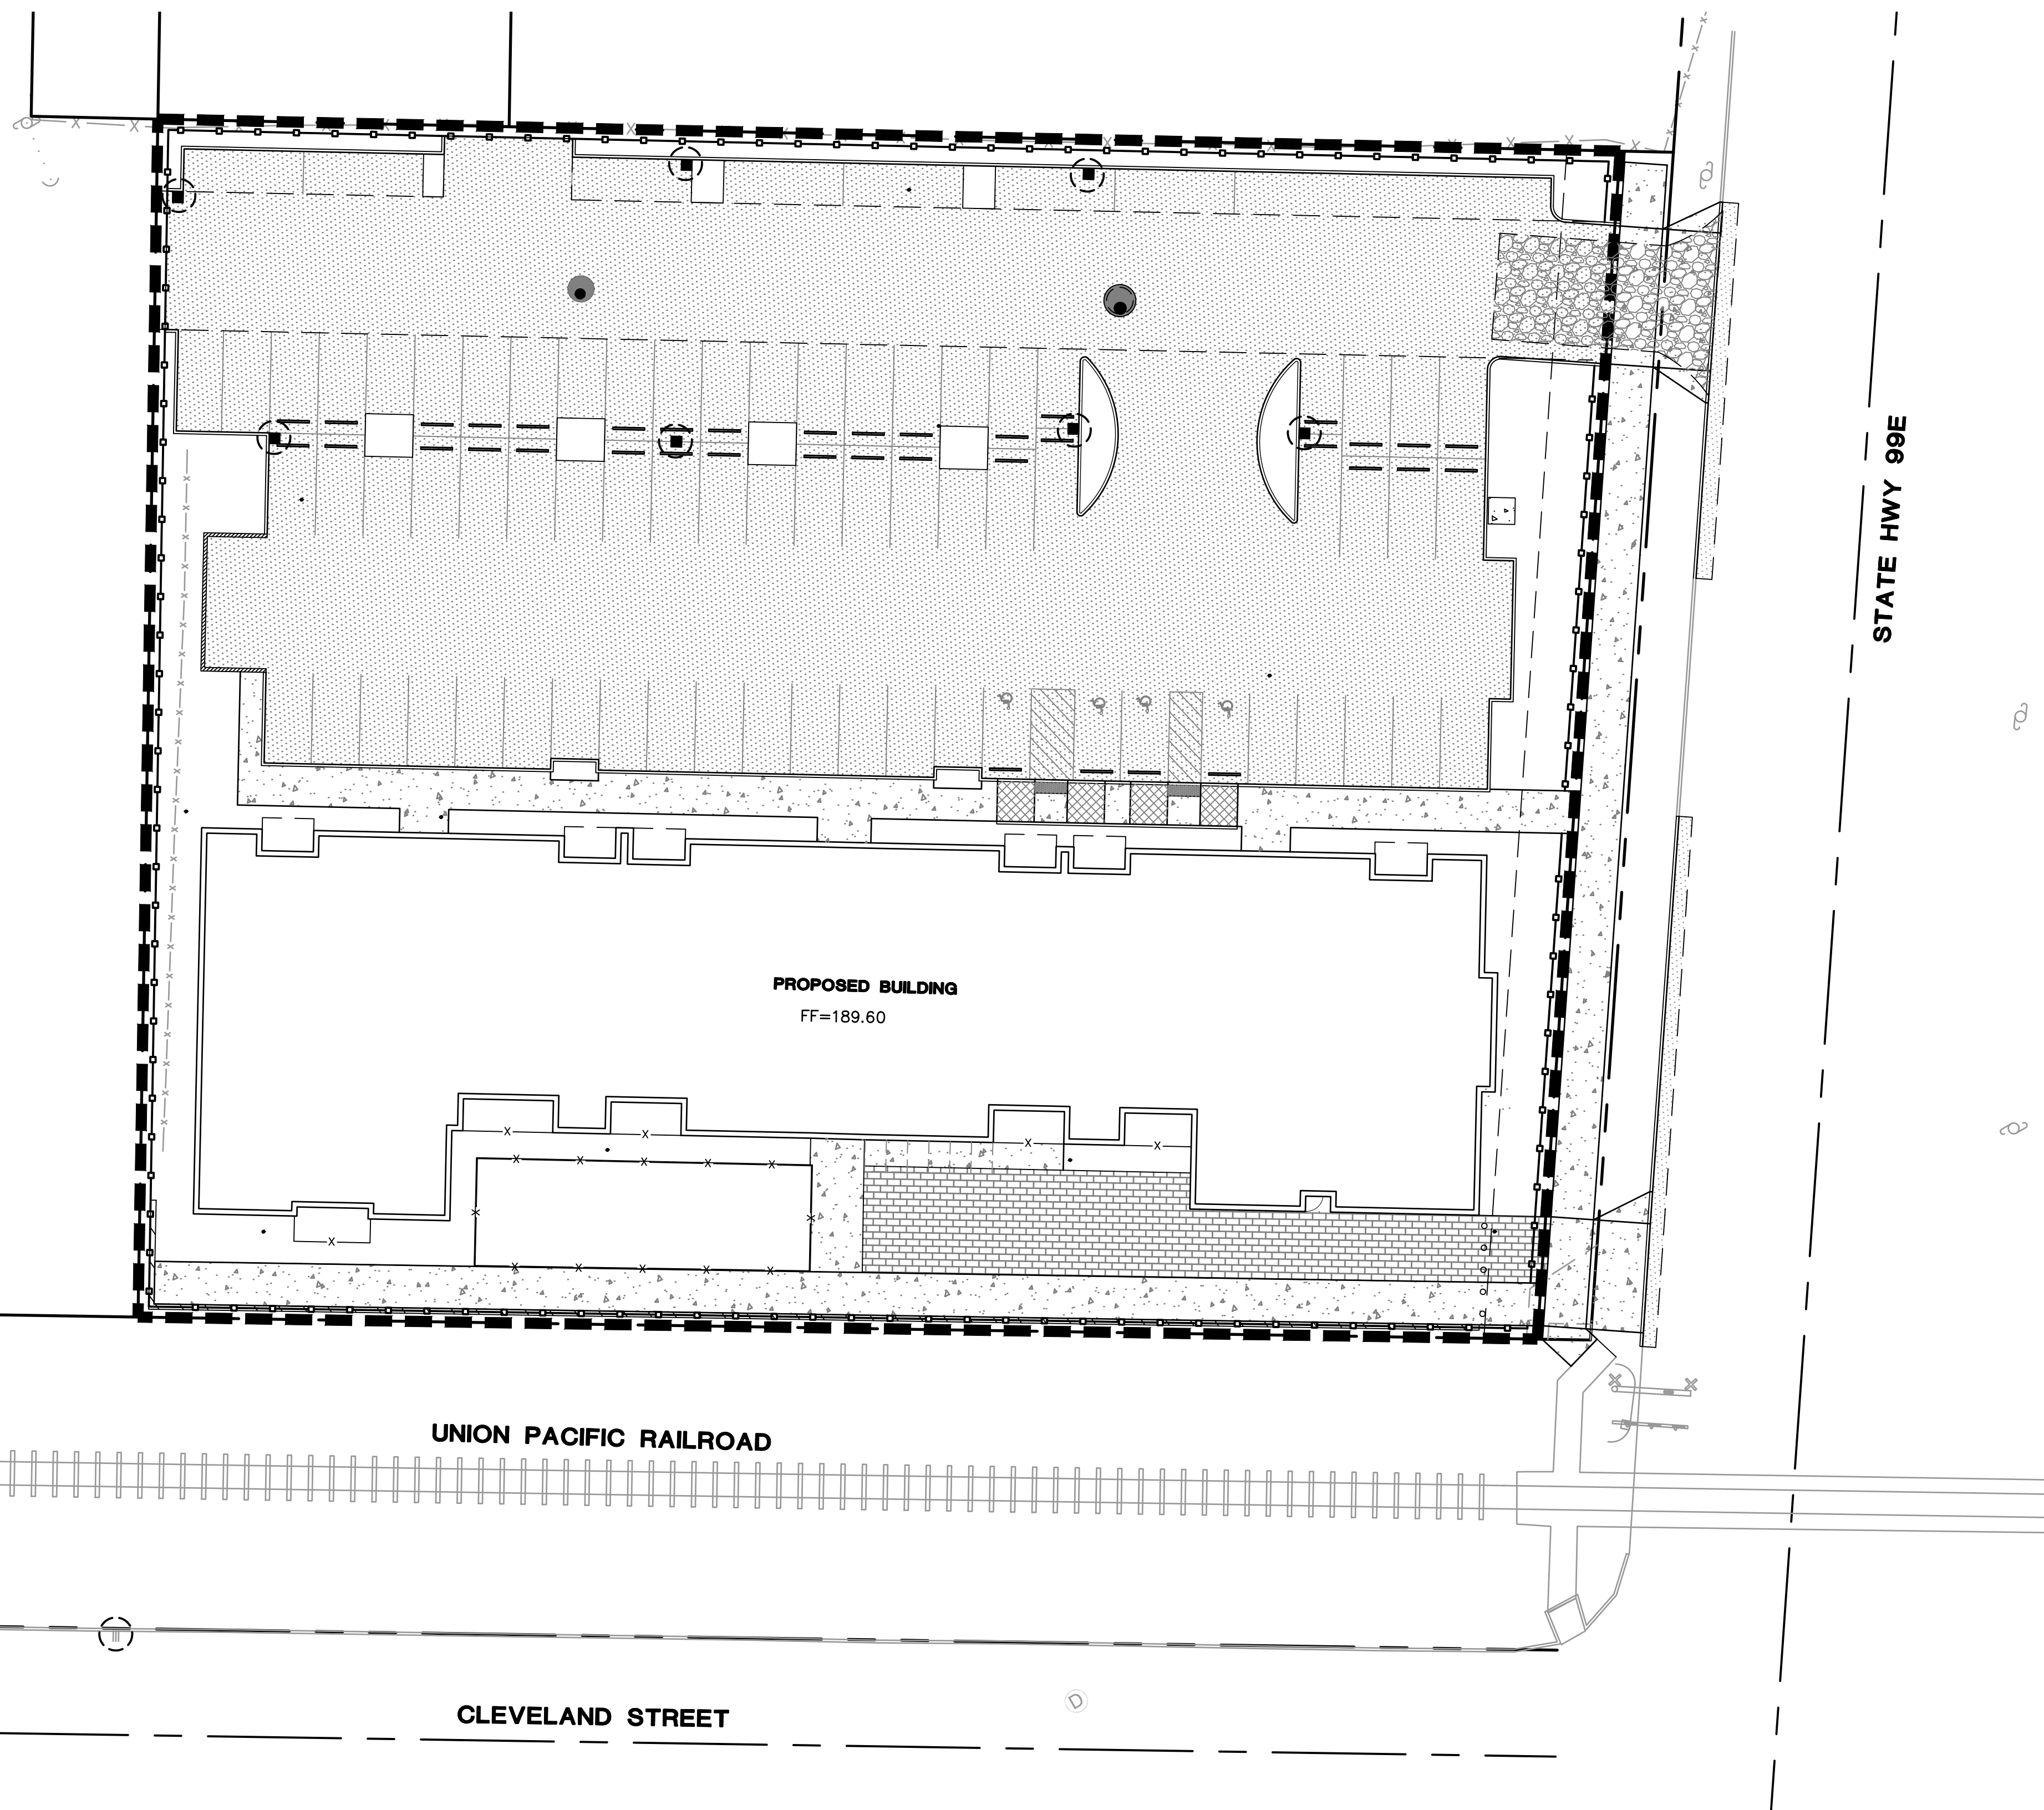 STATE HWY 99E
PROPOSED BUILDING
FF=189.60
UNION PACIFIC RAILROAD
D
CLEVELAND STREET